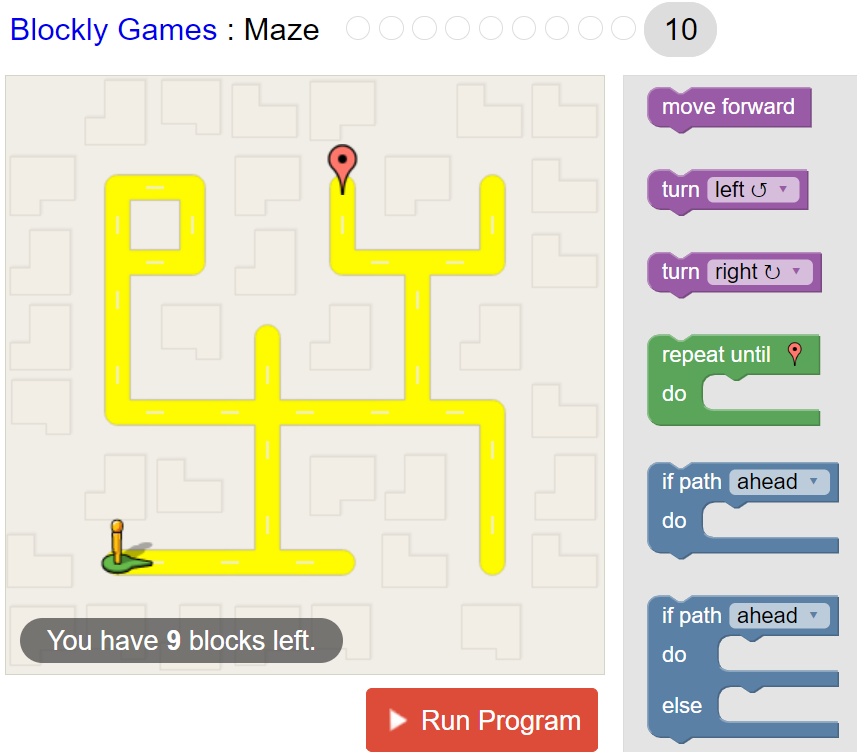 Blockly Games : Maze
10
move forward
turn left ↺ ▼
turn right ↻ ▼
repeat until
do
if path ahead ▼
do
if path ahead ▼
do
else
You have 9 blocks left.
Run Program